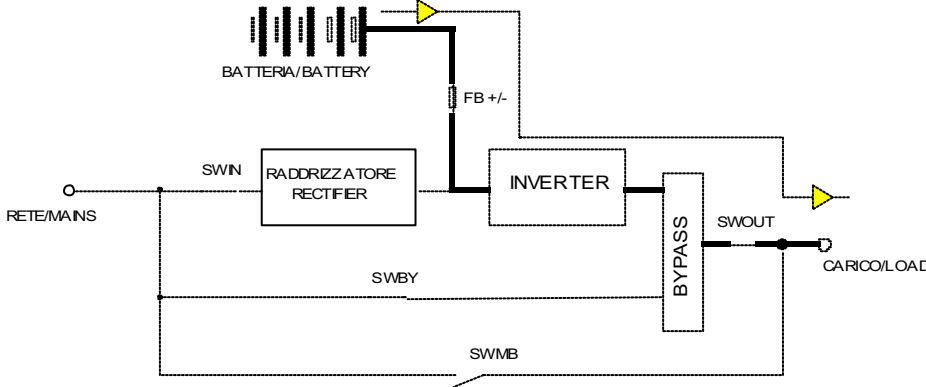 BATTERIA/BATTERY
FB +/-
SWIN
RADDRIZZATORE
RECTIFIER
INVERTER
RETE/MAINS
BYPASS
SWOUT
CARICO/LOAD
SWBY
SWMB